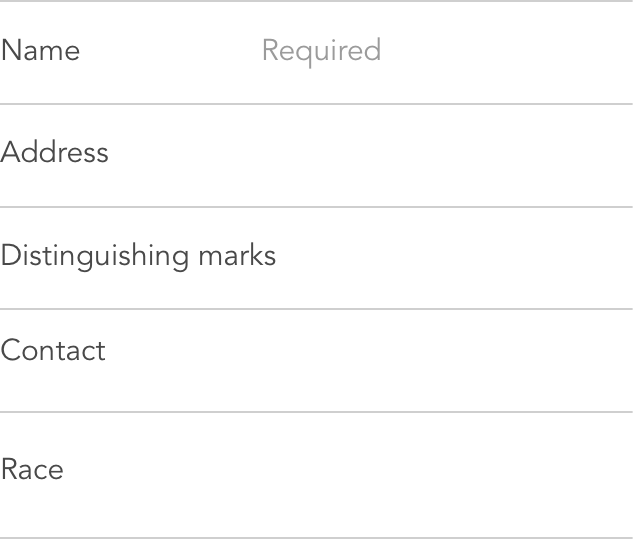 Name Required
Address
Distinguishing marks
Contact
Race